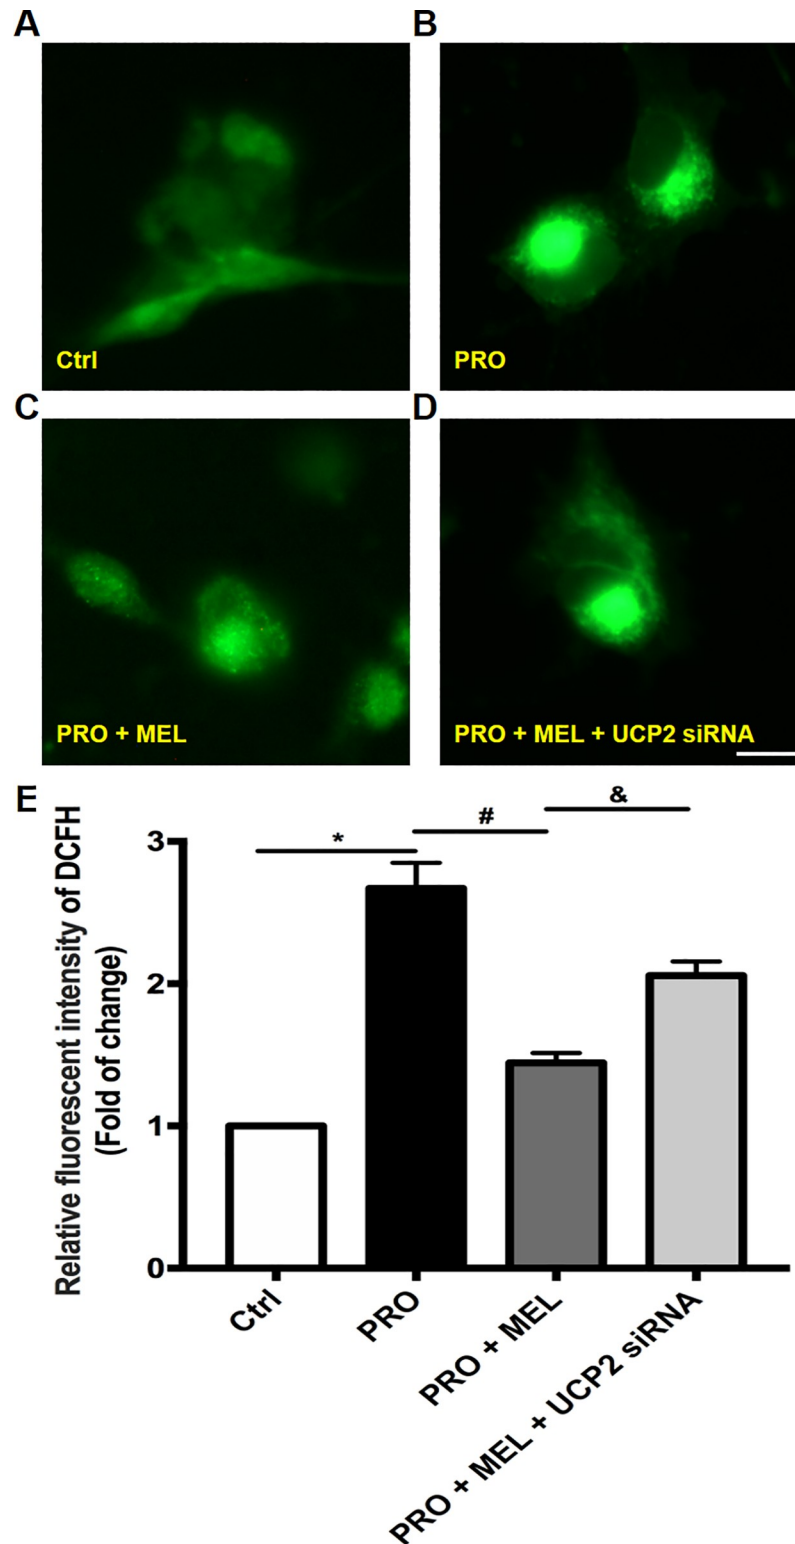 A
B
Ctrl
PRO
C
D
PRO + MEL
PRO + MEL + UCP2 siRNA
E
&
#
*
Relative fluorescent intensity of DCFH
(Fold of change)
3
2
1
0
Ctrl
PRO
PRO + MEL
PRO + MEL + UCP2 siRNA